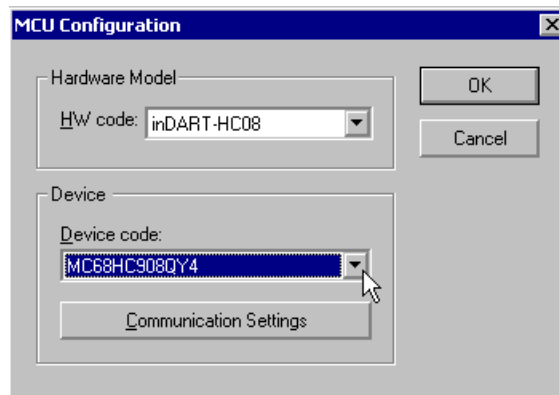 MCU Configuration
Hardware Model
HW code: inDART-HC08
OK
Cancel
Device
Device code:
MC68HC908QY4
Communication Settings